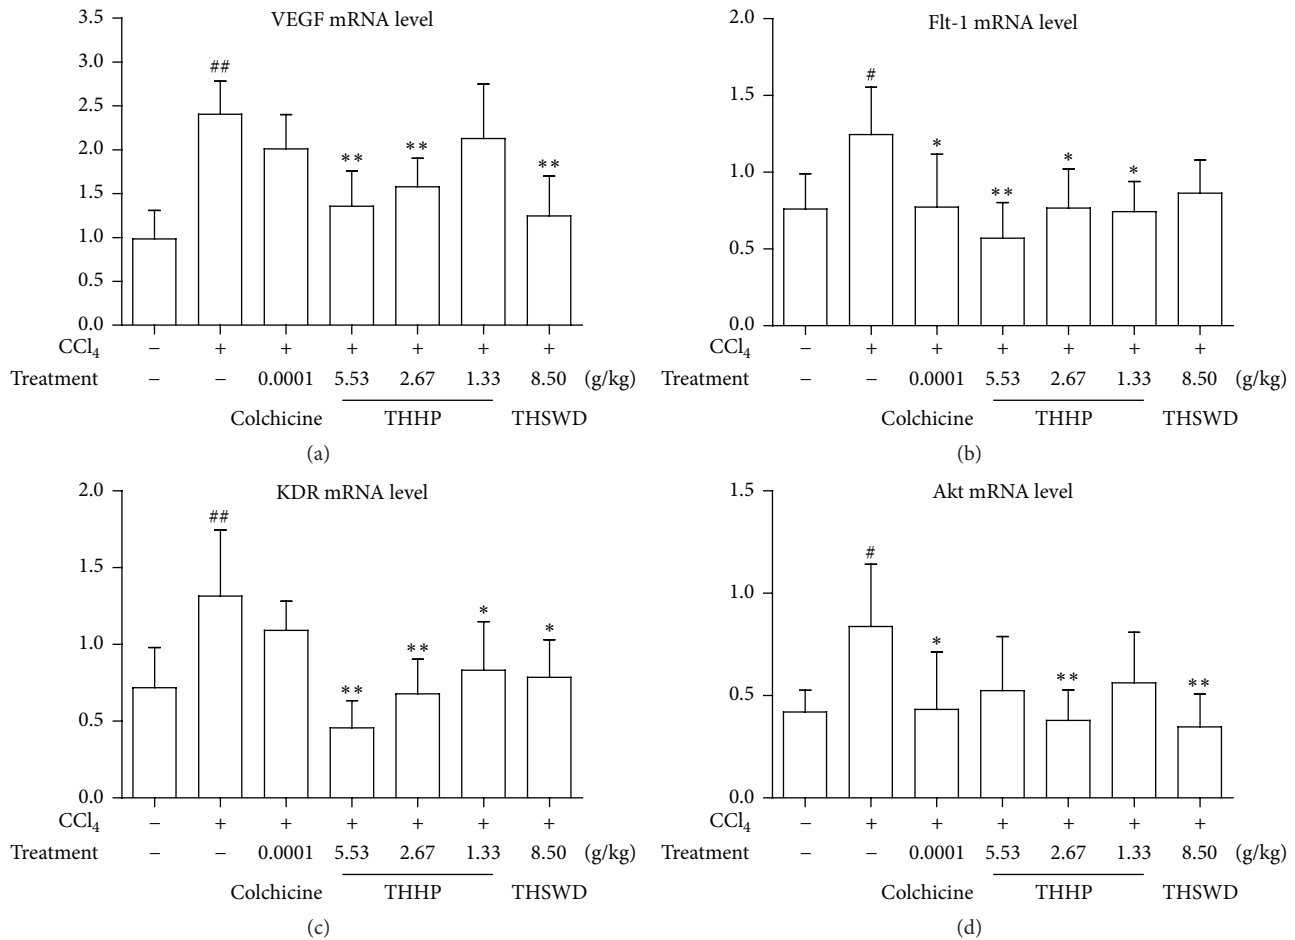 VEGF mRNA level
3.5
3.0
2.5
2.0
1.5
1.0
0.5
0.0
##
** ** **
CCl4 − + + + + + +
Treatment − − 0.0001 5.53 2.67 1.33 8.50 (g/kg)
Colchicine THHP THSWD
(a)
Flt-1 mRNA level
2.0
1.5
1.0
0.5
0.0
#
* ** * *
CCl4 − + + + + + +
Treatment − − 0.0001 5.53 2.67 1.33 8.50 (g/kg)
Colchicine THHP THSWD
(b)
KDR mRNA level
2.0
1.5
1.0
0.5
0.0
##
** ** * *
CCl4 − + + + + + +
Treatment − − 0.0001 5.53 2.67 1.33 8.50 (g/kg)
Colchicine THHP THSWD
(c)
Akt mRNA level
1.5
1.0
0.5
0.0
#
* ** **
CCl4 − + + + + + +
Treatment − − 0.0001 5.53 2.67 1.33 8.50 (g/kg)
Colchicine THHP THSWD
(d)